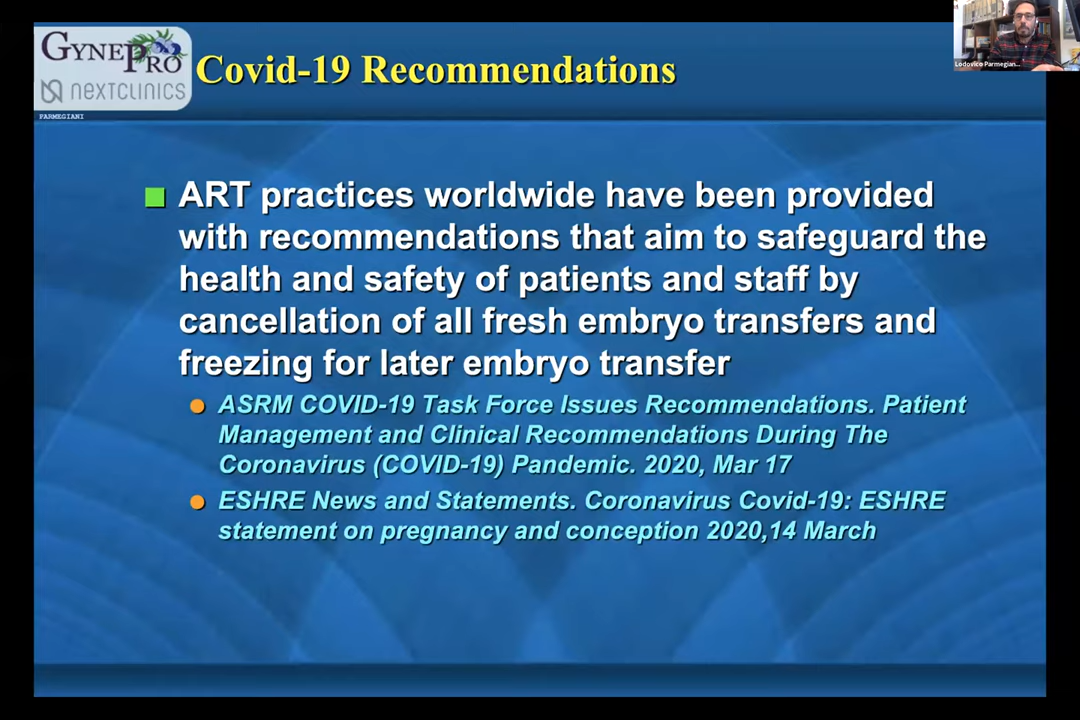 GYNEPRO
nextclinics
PARMEGIANI
Covid-19 Recommendations
Lodovico Parmegian...
ART practices worldwide have been provided
with recommendations that aim to safeguard the
health and safety of patients and staff by
cancellation of all fresh embryo transfers and
freezing for later embryo transfer
ASRM COVID-19 Task Force Issues Recommendations. Patient
Management and Clinical Recommendations During The
Coronavirus (COVID-19) Pandemic. 2020, Mar 17
ESHRE News and Statements. Coronavirus Covid-19: ESHRE
statement on pregnancy and conception 2020,14 March